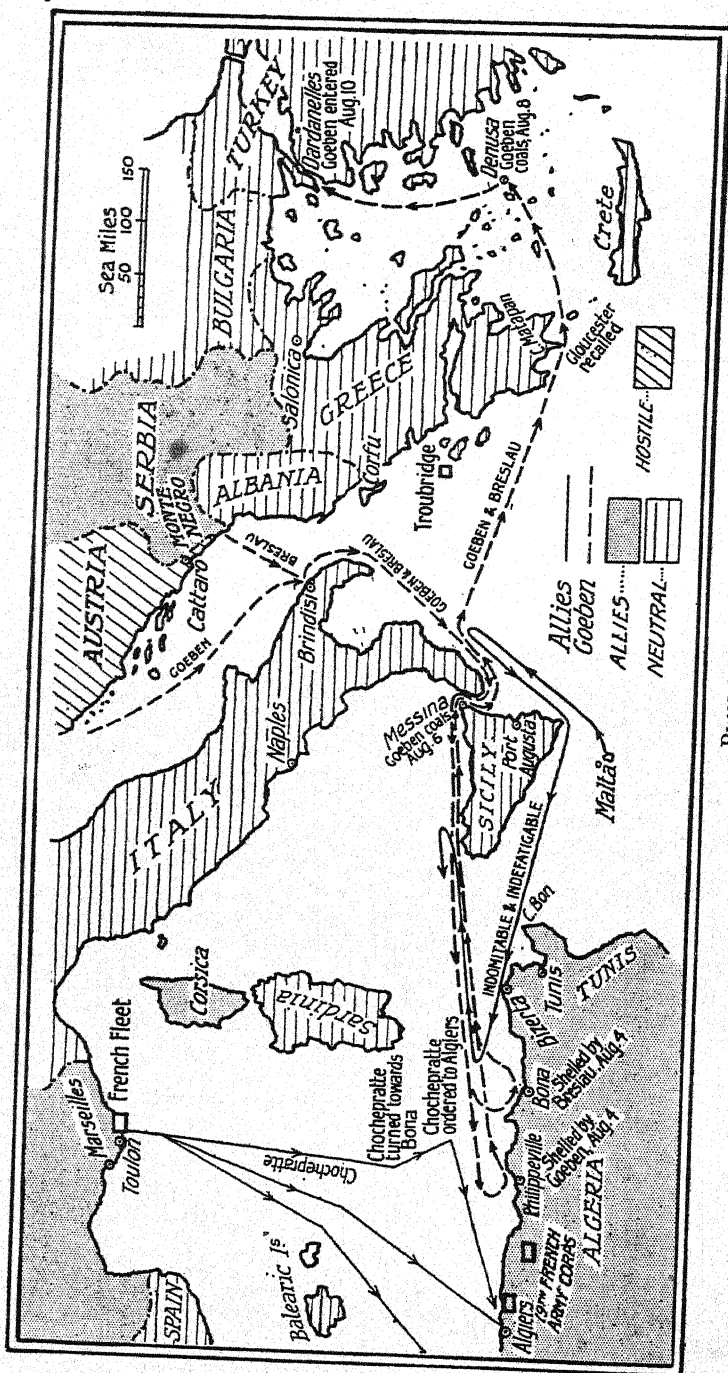 SPAIN
Marseilles
Toulon
French Fleet
Balearic Is
Chochepratte
Chochepratte
turned towards
Bona
Chochepratte
ordered to Algiers
Algiers
19TH FRENCH
ARMY CORPS
ALGERIA
Philippeville
Shelled by
Goeben, Aug. 4
Bona
Shelled by
Breslau, Aug. 4
Bizerta
Tunis
TUNIS
C. Bon
Corsica
Sardinia
ITALY
Naples
Brindisi
INDOMITABLE & INDEFATIGABLE
SICILY
Port
Augusta
Messina
Goeben coals,
Aug. 6
Malta
AUSTRIA
GOEBEN
Cattaro
BRESLAU
MONTE
NEGRO
SERBIA
ALBANIA
GOEBEN & BRESLAU
Corfu
Troubridge
GOEBEN & BRESLAU
GREECE
Salonica
BULGARIA
TURKEY
Sea Miles
50 100 150
Dardanelles
Goeben entered
Aug. 10
Denusa
Goeben
coals, Aug. 8
Matapan
Gloucester
recalled
Crete
Allies
Goeben
ALLIES
NEUTRAL
HOSTILE